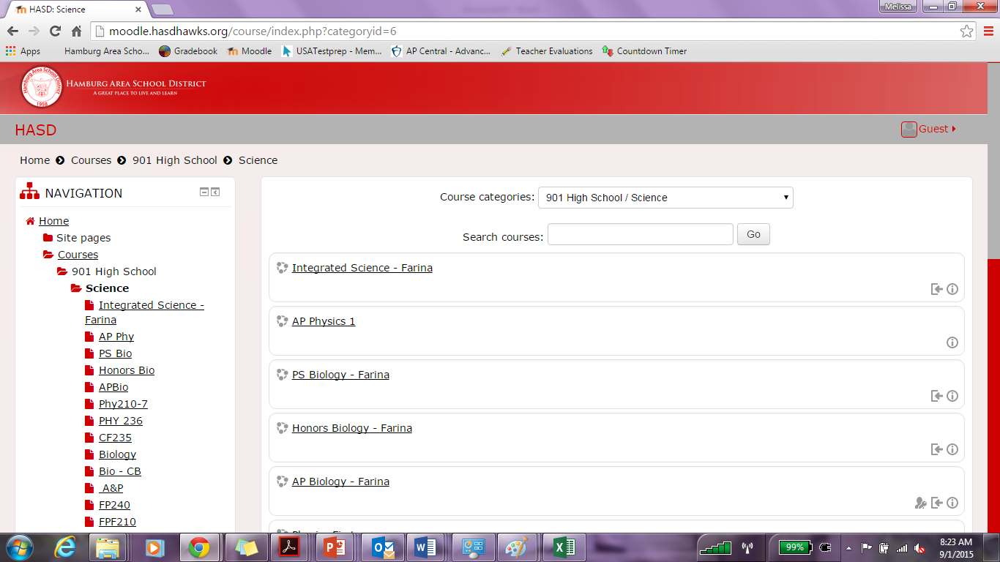 HASD: Science
Melissa
moodle.hasdhawks.org/course/index.php?categoryid=6
Apps Hamburg Area Scho... Gradebook Moodle USATestprep - Mem... AP Central - Advanc... Teacher Evaluations Countdown Timer
HAMBURG AREA SCHOOL DISTRICT
1958
HAMBURG AREA SCHOOL DISTRICT
A GREAT PLACE TO LIVE AND LEARN
HASD
Guest
Home Courses 901 High School Science
NAVIGATION
Home
Site pages
Courses
901 High School
Science
Integrated Science -
Farina
AP Phy
PS Bio
Honors Bio
APBio
Phy210-7
PHY 236
CF235
Biology
Bio - CB
A&P
FP240
FPF210
Course categories: 901 High School / Science
Search courses: Go
Integrated Science - Farina
AP Physics 1
PS Biology - Farina
Honors Biology - Farina
AP Biology - Farina
99%
8:23 AM
9/1/2015